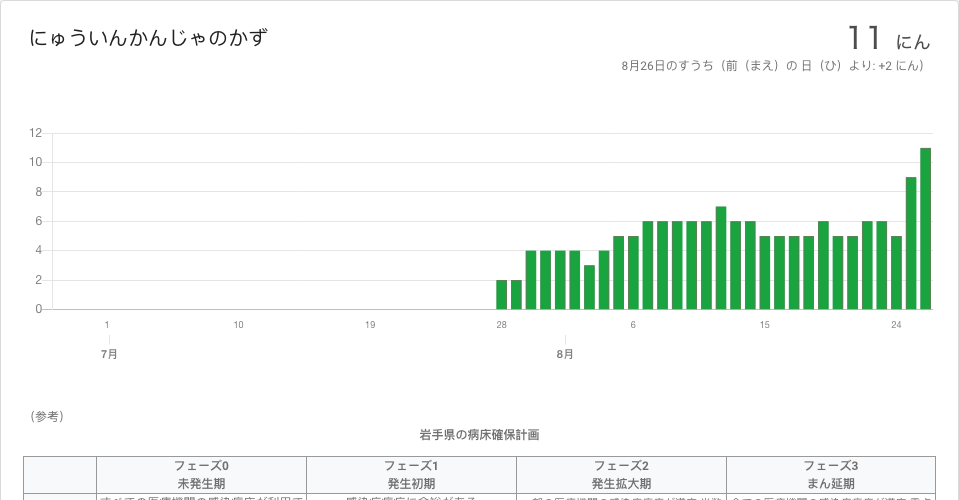 にゅういんかんじゃのかず
11 にん
8月26日のすうち（前（まえ）の 日（ひ）より: +2 にん）
12
10
8
6
4
2
0
1 10 19 28 6 15 24
7月 8月
（参考）
岩手県の病床確保計画
フェーズ0 フェーズ1 フェーズ2 フェーズ3
未発生期 発生初期 発生拡大期 まん延期